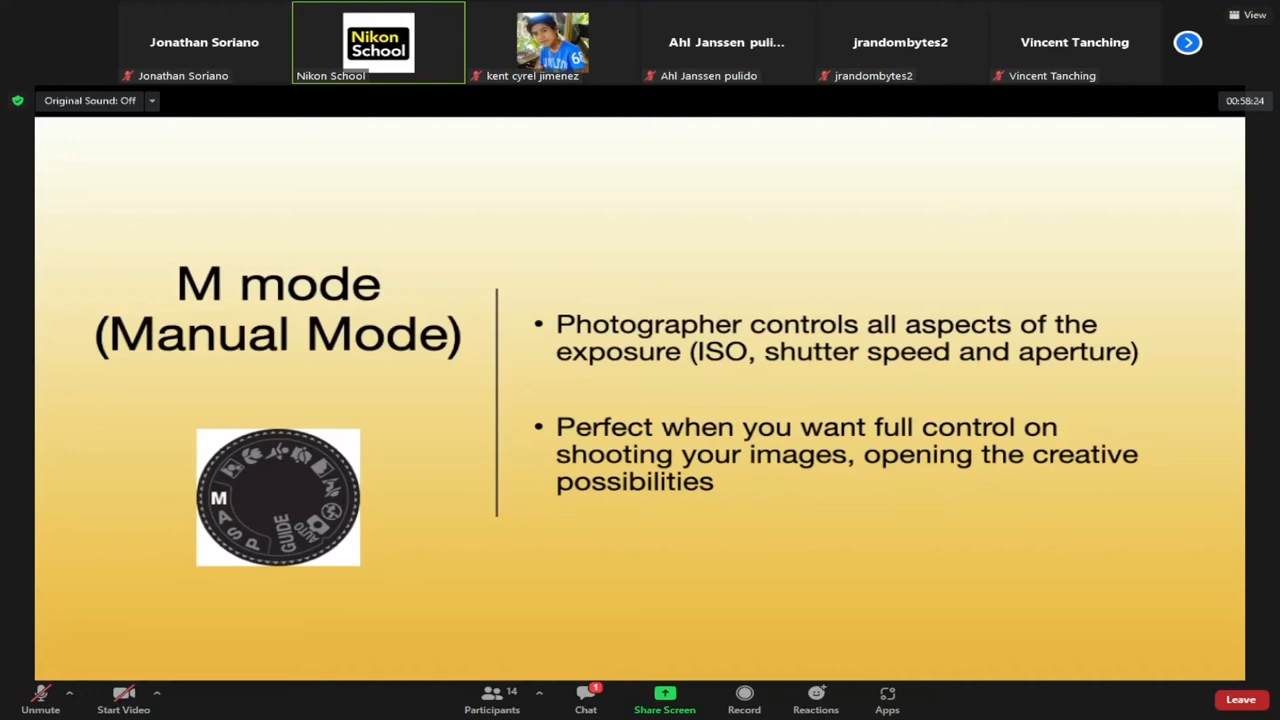 View
Jonathan Soriano
Nikon
School
Ahl Janssen puli...
jrandombytes2
Vincent Tanching
Jonathan Soriano
Nikon School
kent cyrel jimenez
Ahl Janssen pulido
jrandombytes2
Vincent Tanching
Original Sound: Off
00:58:24
M mode
(Manual Mode)
• Photographer controls all aspects of the
exposure (ISO, shutter speed and aperture)
• Perfect when you want full control on
shooting your images, opening the creative
possibilities
M
A
S
P
GUIDE
AUTO
Unmute
Start Video
14
Participants
1
Chat
Share Screen
Record
Reactions
Apps
Leave